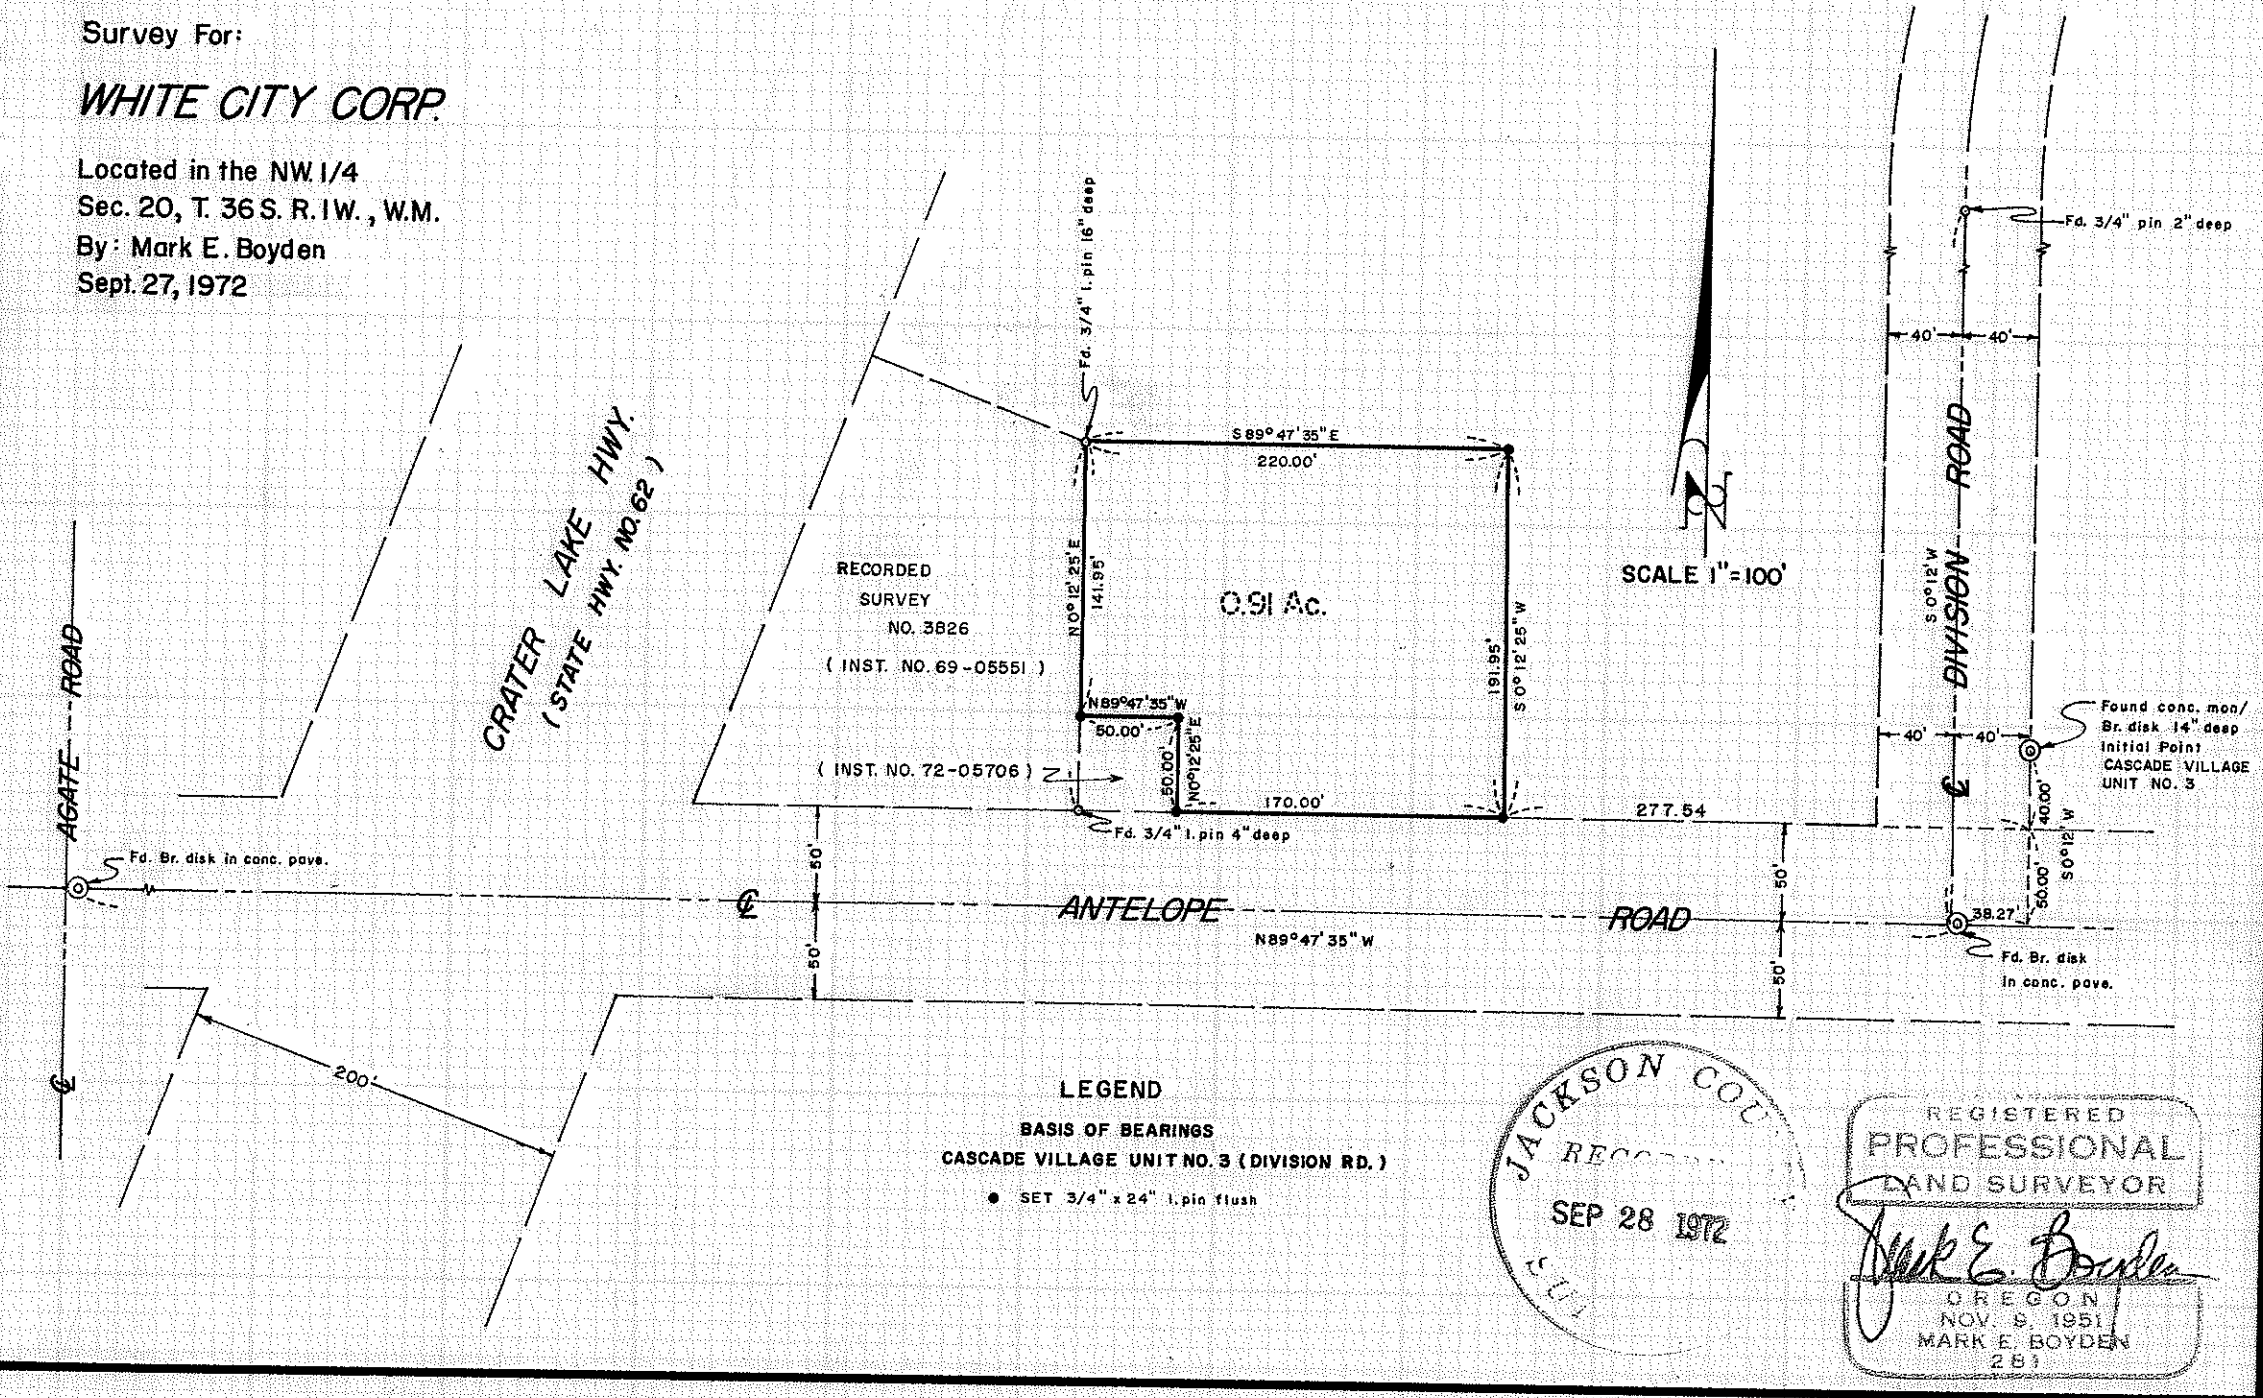 Survey For:
WHITE CITY CORP.
Located in the NW. 1/4
Sec. 20, T. 36 S. R. 1 W. , W.M.
By: Mark E. Boyden
Sept. 27, 1972
Fd. 3/4" I. pin 16" deep
Fd. 3/4" pin 2" deep
40'
40'
S 89° 47' 35" E
220.00'
CRATER LAKE HWY.
( STATE HWY. NO. 62 )
N 0° 12' 25' E
141.95'
RECORDED
SURVEY
NO. 3826
( INST. NO. 69-05551 )
0.91 Ac.
191.95'
S 0° 12' 25" W
N
SCALE 1"=100'
S 0° 12' W
DIVISION ROAD
AGATE ROAD
N 89° 47' 35" W
50.00'
50.00'
N 0° 12' 25" E
( INST. NO. 72-05706 )
170.00'
277.54
40'
40'
Found conc. mon/
Br. disk 14" deep
Initial Point
CASCADE VILLAGE
UNIT NO. 3
℄
40.00'
S 0° 12' W
50.00'
Fd. 3/4" I. pin 4" deep
Fd. Br. disk in conc. pave.
50'
50'
℄
ANTELOPE ROAD
N 89° 47' 35" W
50'
50'
38.27'
Fd. Br. disk
In conc. pave.
℄
200'
LEGEND
BASIS OF BEARINGS
CASCADE VILLAGE UNIT NO. 3 ( DIVISION RD. )
● SET 3/4" x 24" I. pin flush
JACKSON COU
SEP 28 1972
REGISTERED
PROFESSIONAL
LAND SURVEYOR
Mark E. Boyden
OREGON
NOV. 9, 1951
MARK E. BOYDEN
281